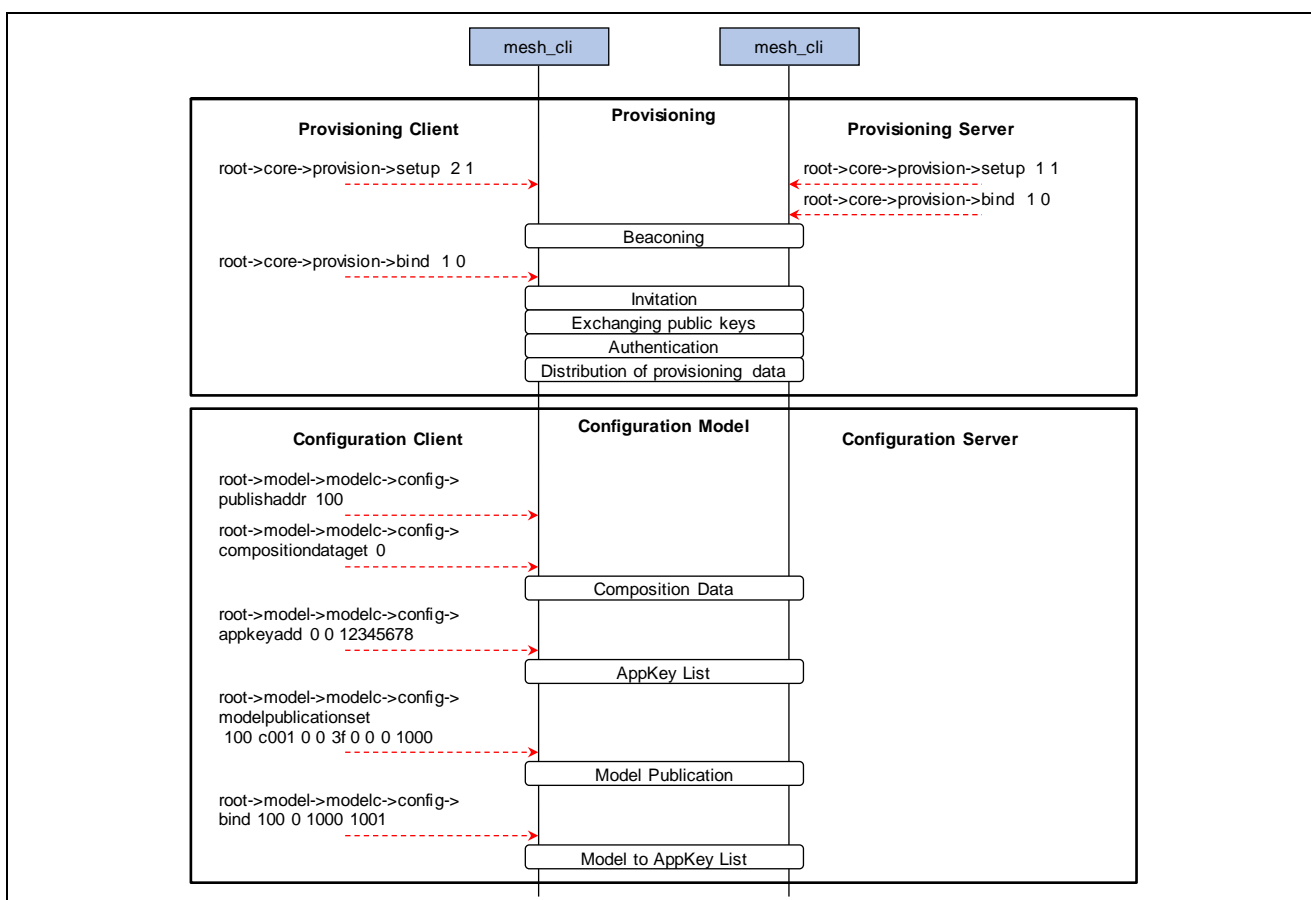 mesh_cli
mesh_cli
Provisioning
Provisioning Client
Provisioning Server
root->core->provision->setup 2 1
root->core->provision->setup 1 1
root->core->provision->bind 1 0
Beaconing
root->core->provision->bind 1 0
Invitation
Exchanging public keys
Authentication
Distribution of provisioning data
Configuration Model
Configuration Client
Configuration Server
root->model->modelc->config->
publishaddr 100
root->model->modelc->config->
compositiondataget 0
Composition Data
root->model->modelc->config->
appkeyadd 0 0 12345678
AppKey List
root->model->modelc->config->
modelpublicationset
100 c001 0 0 3f 0 0 0 1000
Model Publication
root->model->modelc->config->
bind 100 0 1000 1001
Model to AppKey List